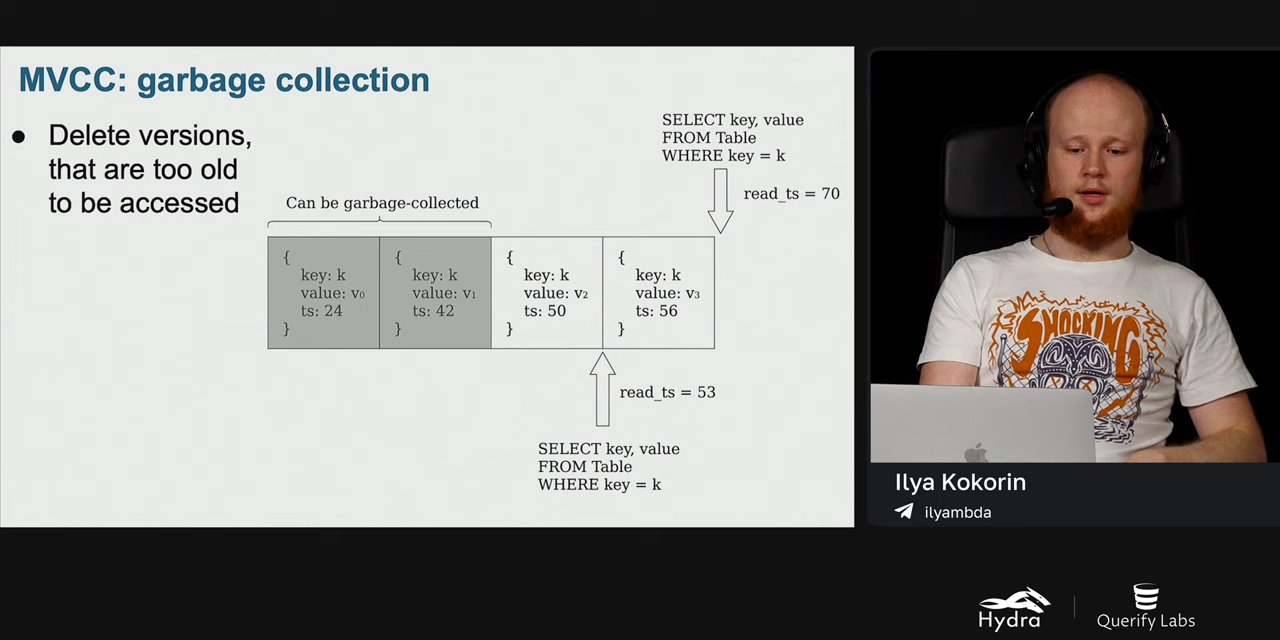 MVCC: garbage collection
● Delete versions,
that are too old
to be accessed
SELECT key, value
FROM Table
WHERE key = k
read_ts = 70
Can be garbage-collected
{
key: k
value: v₀
ts: 24
}
{
key: k
value: v₁
ts: 42
}
{
key: k
value: v₂
ts: 50
}
{
key: k
value: v₃
ts: 56
}
read_ts = 53
SELECT key, value
FROM Table
WHERE key = k
SHOCKING
Ilya Kokorin
ilyambda
Hydra
Querify Labs